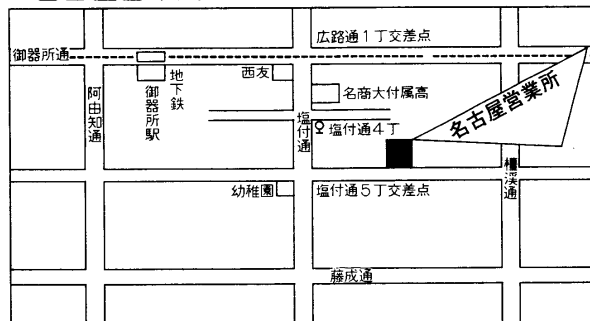 広路通1丁交差点
御器所通
地下鉄
御器所駅
西友
名商大付属高
名古屋営業所
阿由知通
塩付通
塩付通4丁
檀渓通
幼稚園
塩付通5丁交差点
藤成通